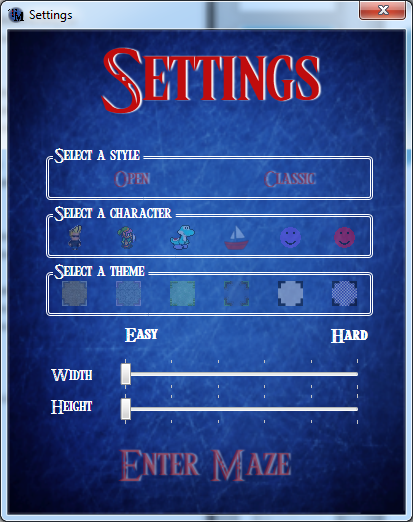 Settings
Settings
Select a style
Open Classic
Select a character
Select a theme
Easy Hard
Width
Height
Enter Maze